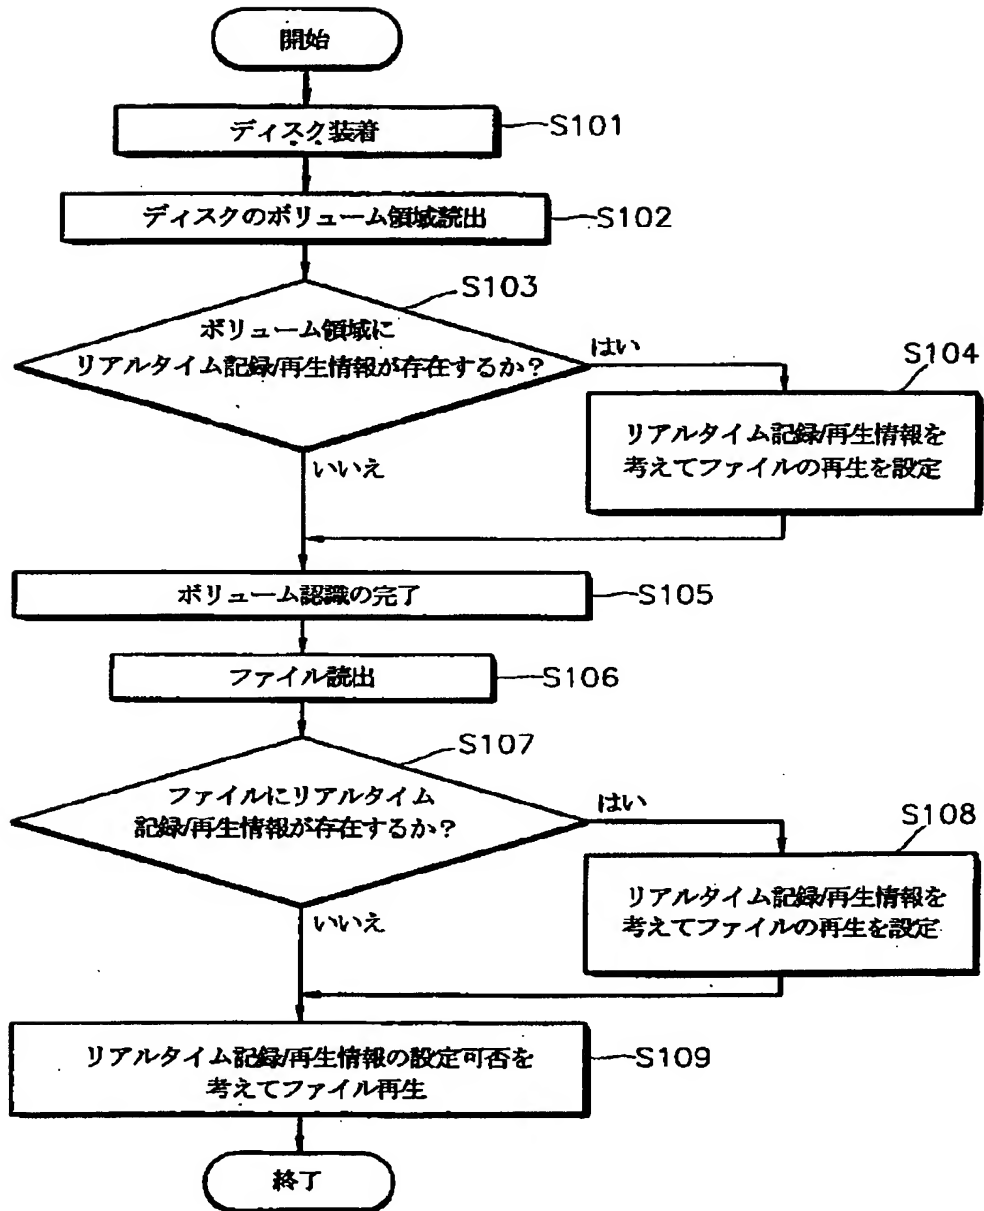 開始
ディスク装着
S101
ディスクのボリューム領域読出
S102
S103
ボリューム領域に
リアルタイム記録/再生情報が存在するか?
はい
S104
リアルタイム記録/再生情報を
考えてファイルの再生を設定
いいえ
ボリューム認識の完了
S105
ファイル読出
S106
S107
ファイルにリアルタイム
記録/再生情報が存在するか?
はい
S108
リアルタイム記録/再生情報を
考えてファイルの再生を設定
いいえ
リアルタイム記録/再生情報の設定可否を
考えてファイル再生
S109
終了